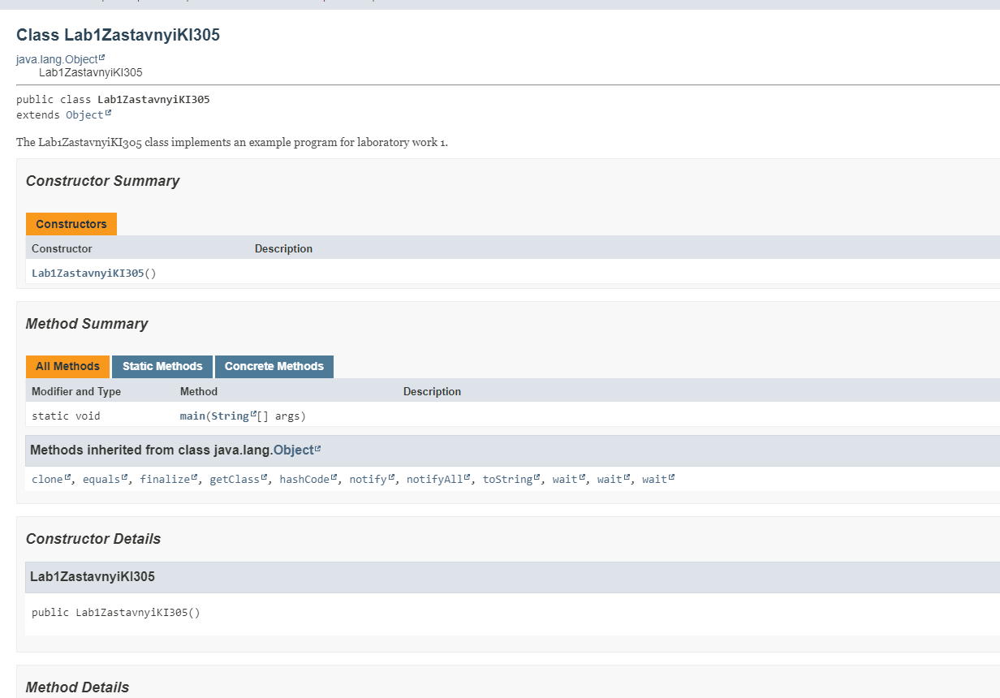 Class Lab1ZastavnyiKI305
java.lang.Object
Lab1ZastavnyiKI305
public class Lab1ZastavnyiKI305
extends Object
The Lab1ZastavnyiKI305 class implements an example program for laboratory work 1.
Constructor Summary
Constructors
Constructor Description
Lab1ZastavnyiKI305()
Method Summary
All Methods Static Methods Concrete Methods
Modifier and Type Method Description
static void main(String[] args)
Methods inherited from class java.lang.Object
clone, equals, finalize, getClass, hashCode, notify, notifyAll, toString, wait, wait, wait
Constructor Details
Lab1ZastavnyiKI305
public Lab1ZastavnyiKI305()
Method Details